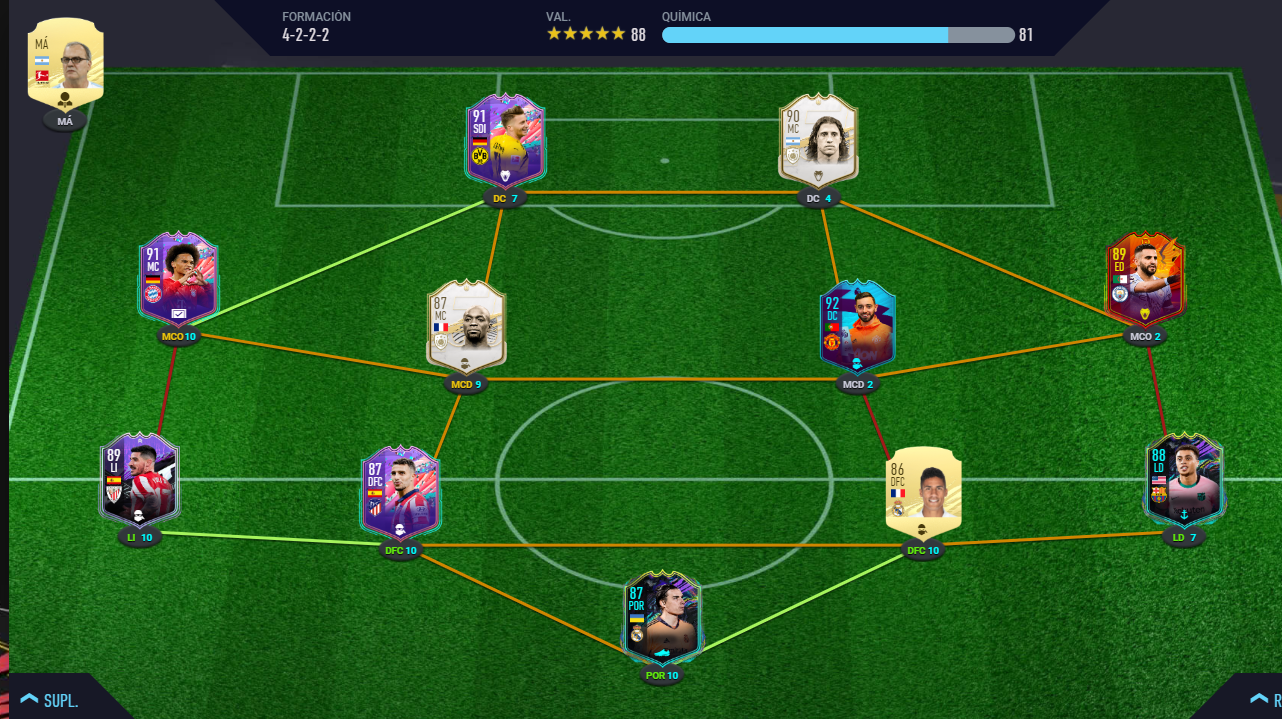 FORMACIÓN
4-2-2-2
VAL.
88
QUÍMICA
81
MÁ
MÁ
91
SDI
BVB
DC 7
90
MC
DC 4
91
MC
MCO 10
87
MC
MCD 9
92
DC
MCD 2
89
ED
MCO 2
89
LI
LI 10
87
DFC
DFC 10
86
DFC
DFC 10
88
LD
LD 7
87
POR
POR 10
SUPL.
R